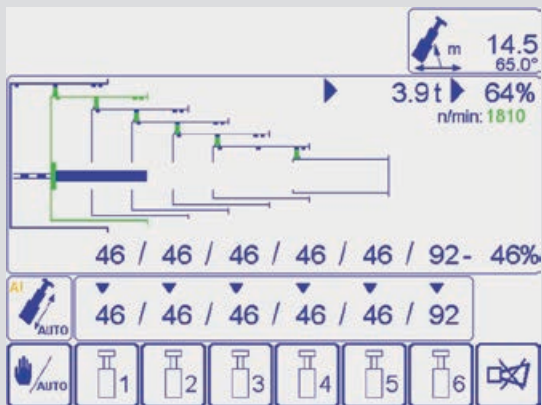 m 14.5
65.0°
3.9 t 64%
n/min: 1810
46 / 46 / 46 / 46 / 46 / 92- 46%
AI
AUTO
46 / 46 / 46 / 46 / 46 / 92
/AUTO 1 2 3 4 5 6